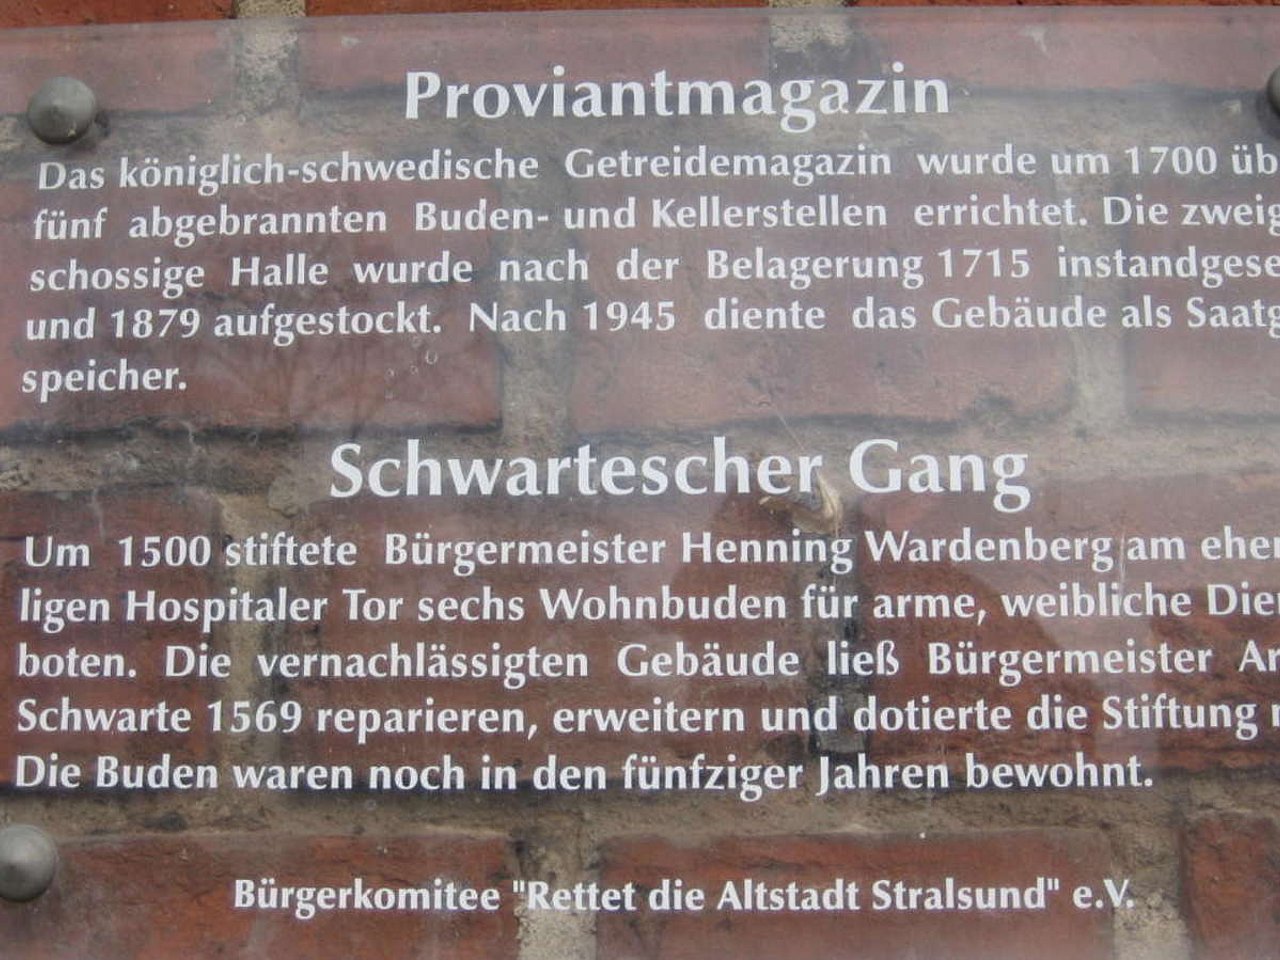 Proviantmagazin
Das königlich-schwedische Getreidemagazin wurde um 1700 üb
fünf abgebrannten Buden- und Kellerstellen errichtet. Die zweig
schossige Halle wurde nach der Belagerung 1715 instandgese
und 1879 aufgestockt. Nach 1945 diente das Gebäude als Saatg
speicher.
Schwartescher Gang
Um 1500 stiftete Bürgermeister Henning Wardenberg am ehe
ligen Hospitaler Tor sechs Wohnbuden für arme, weibliche Die
boten. Die vernachlässigten Gebäude ließ Bürgermeister Ar
Schwarte 1569 reparieren, erweitern und dotierte die Stiftung
Die Buden waren noch in den fünfziger Jahren bewohnt.
Bürgerkomitee "Rettet die Altstadt Stralsund" e.V.